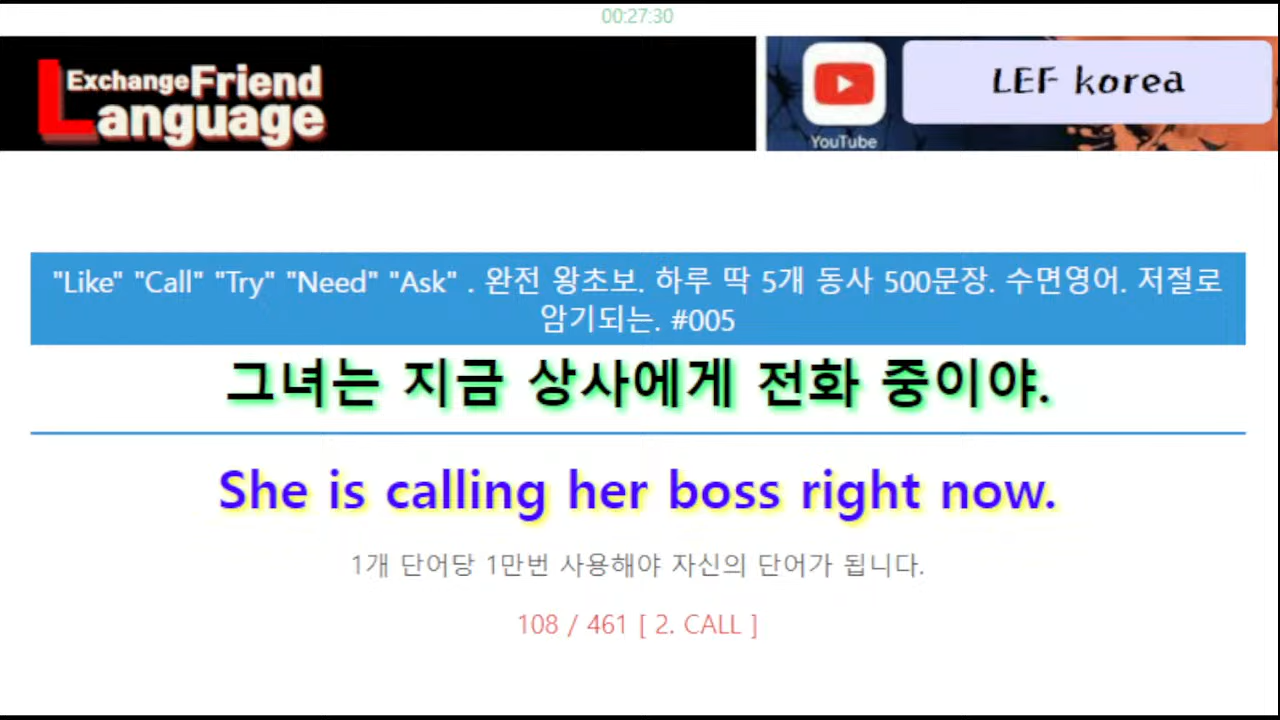 00:27:30
ExchangeFriend
Language
LEF korea
YouTube
"Like" "Call" "Try" "Need" "Ask" . 완전 왕초보. 하루 딱 5개 동사 500문장. 수면영어. 저절로
암기되는. #005
그녀는 지금 상사에게 전화 중이야.
She is calling her boss right now.
1개 단어당 1만번 사용해야 자신의 단어가 됩니다.
108 / 461 [ 2. CALL ]